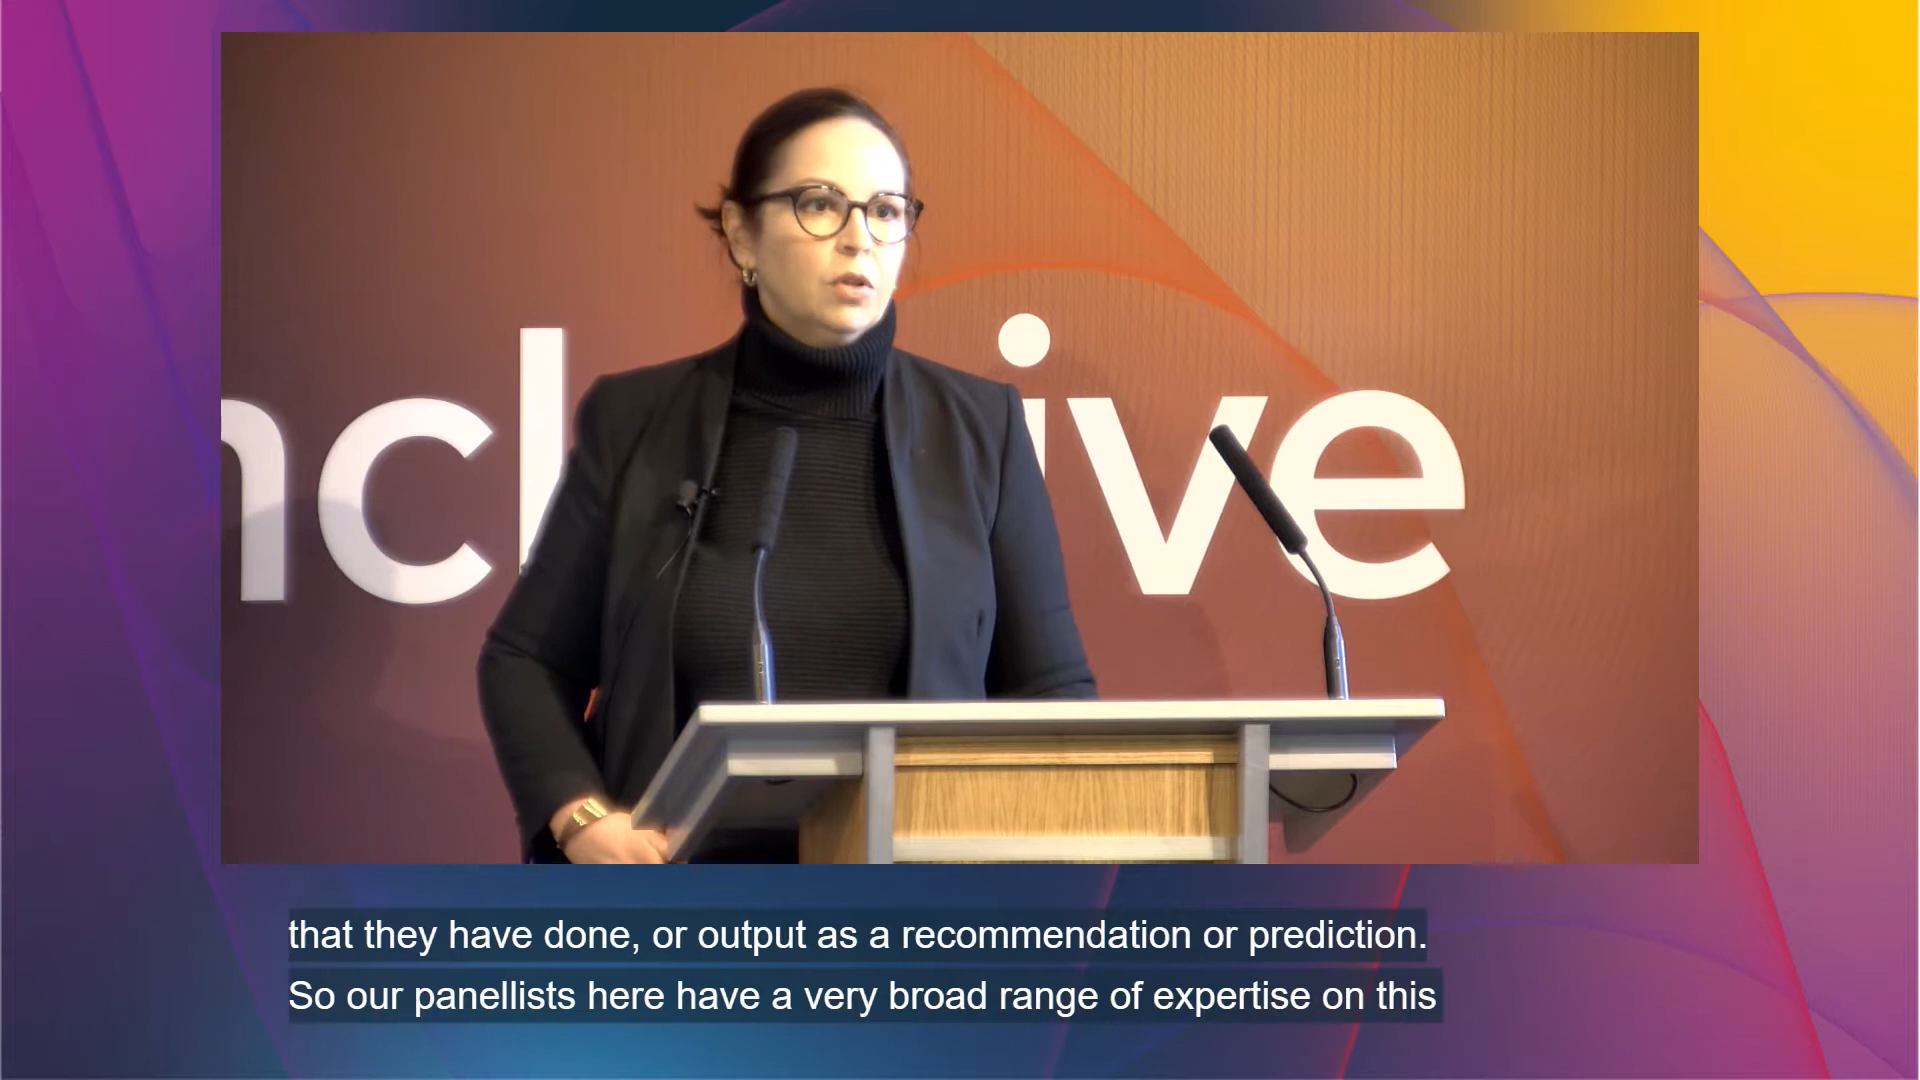 nclive
that they have done, or output as a recommendation or prediction.
So our panellists here have a very broad range of expertise on this